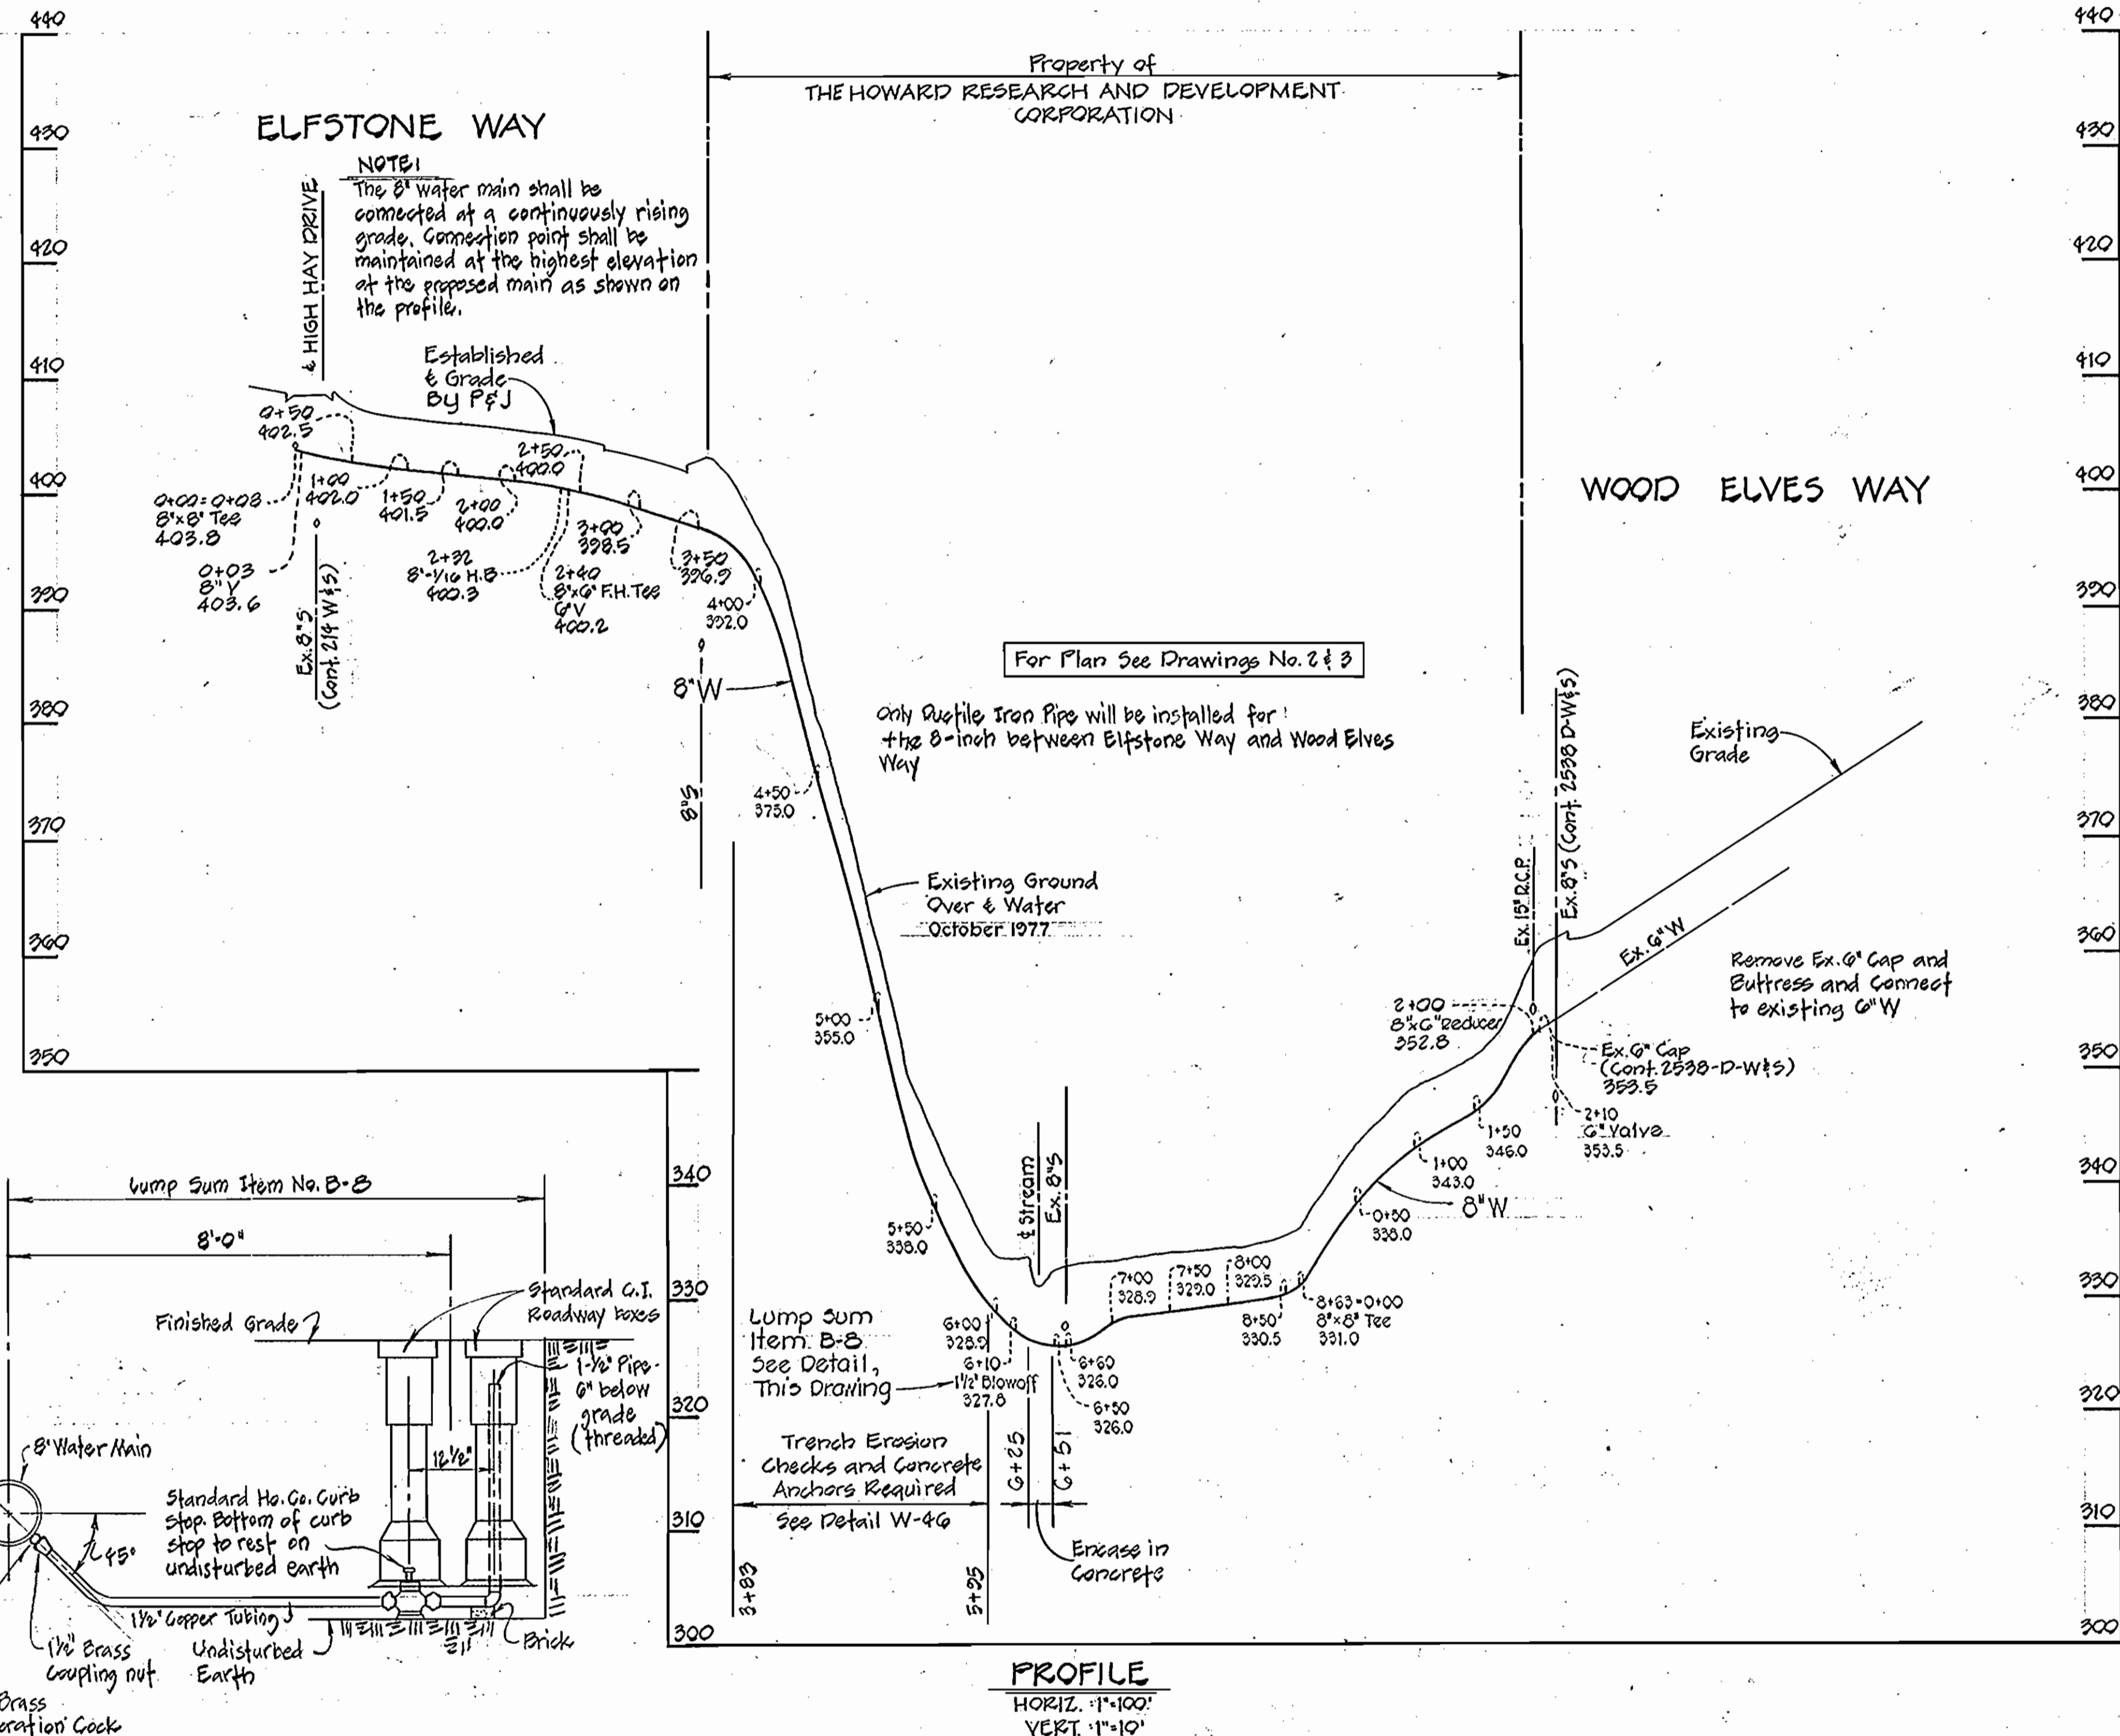 440
440
Property of
THE HOWARD RESEARCH AND DEVELOPMENT
CORPORATION
ELFSTONE WAY
430
430
NOTE:
The 8" water main shall be
connected at a continuously rising
grade. Connection point shall be
maintained at the highest elevation
of the proposed main as shown on
the profile.
℄ HIGH HAY DRIVE
420
420
Established
℄ Grade
By P&J
410
410
0+50
402.5
2+50
400.0
400
400
WOOD ELVES WAY
0+00=0+08
8"x8" Tee
403.8
1+00
402.0
1+50
401.5
2+00
400.0
3+00
398.5
3+50
396.9
0+03
8" V
403.6
2+32
8"-1/16 H.B
400.3
2+40
8"x6" F.H. Tee
6"V
400.2
4+00
392.0
390
390
Ex. 8"S
(Cont. 214 W&S)
For Plan See Drawings No. 2 & 3
8"W
380
380
Only Ductile Iron Pipe will be installed for
the 8-inch between Elfstone Way and Wood Elves
Way
Existing
Grade
Ex. 8"S (Cont. 2538 D-W&S)
8"S
4+50
375.0
370
370
Existing Ground
Over ℄ Water
October 1977
Ex. 15" R.C.P.
360
360
Ex. 6"W
Remove Ex. 6" Cap and
Buttress and Connect
to existing 6"W
5+00
355.0
2+00
8"x6" Reducer
352.8
Ex. 6" Cap
(Cont. 2538-D-W&S)
353.5
350
350
2+10
6" Valve
353.5
1+50
346.0
1+00
343.0
340
340
Lump Sum Item No. B-8
8'-0"
℄ Stream
Ex. 8"S
8"W
0+50
338.0
5+50
338.0
330
330
Standard C.I.
Roadway boxes
Finished Grade
7+00
328.9
7+50
329.0
8+00
329.5
8+50
330.5
8+63=0+00
8"x8" Tee
331.0
Lump Sum
Item B-8
See Detail,
This Drawing
6+00
328.9
6+10
1½" Blowoff
327.8
6+60
326.0
6+50
326.0
1-½" Pipe
6" below
grade
(threaded)
320
320
8" Water Main
12½"
Trench Erosion
Checks and Concrete
Anchors Required
See Detail W-46
6+25
6+51
Standard Ho. Co. Curb
Stop. Bottom of curb
stop to rest on
undisturbed earth
45°
310
310
Encase in
Concrete
3+83
5+95
1½" Copper Tubing
1½" Brass
Coupling nut
Undisturbed
Earth
Brick
300
300
Brass
eration Cock
PROFILE
HORIZ. :1"=100'
VERT. :1"=10'